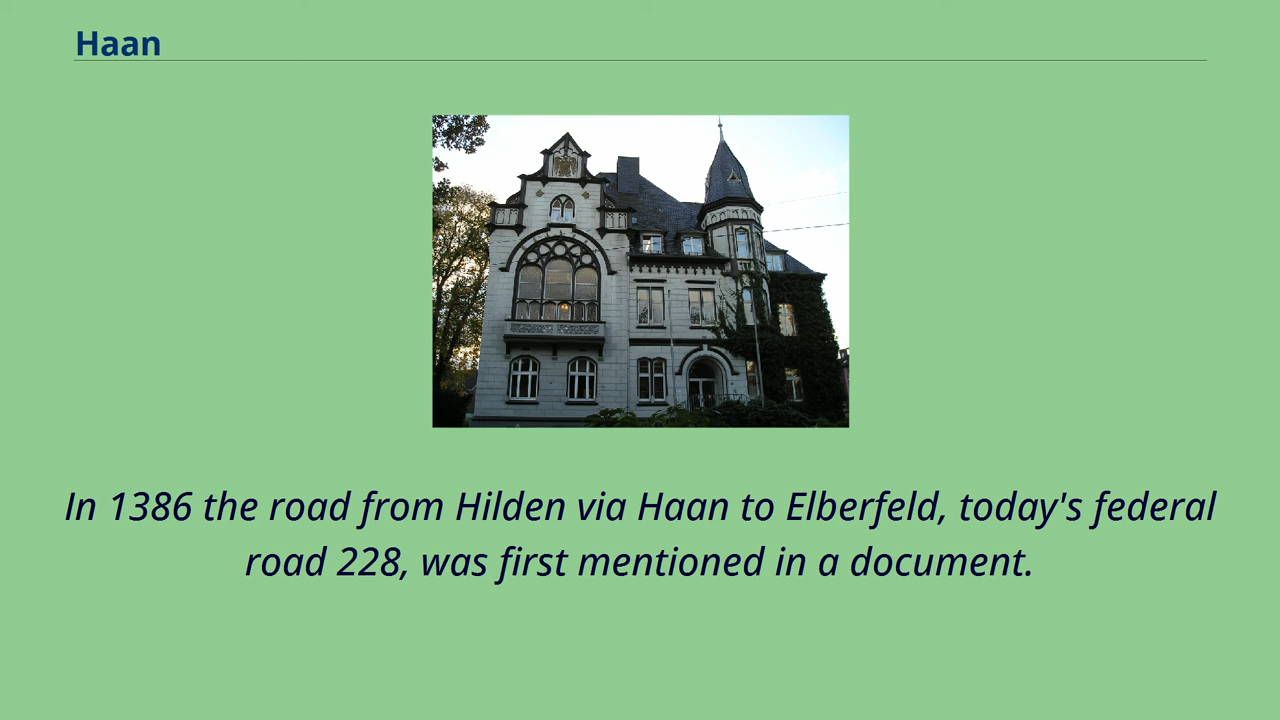 Haan
In 1386 the road from Hilden via Haan to Elberfeld, today's federal
road 228, was first mentioned in a document.